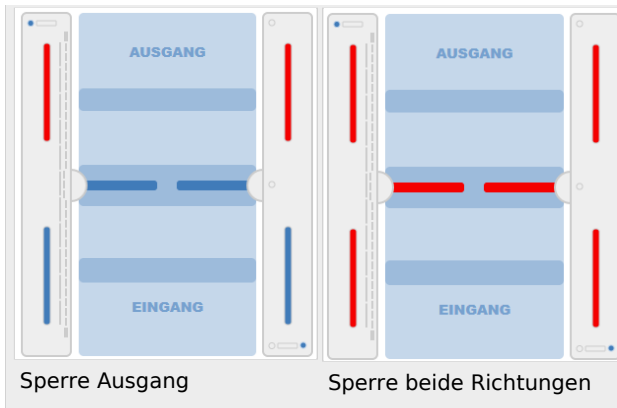 AUSGANG
EINGANG
Sperre Ausgang
AUSGANG
EINGANG
Sperre beide Richtungen